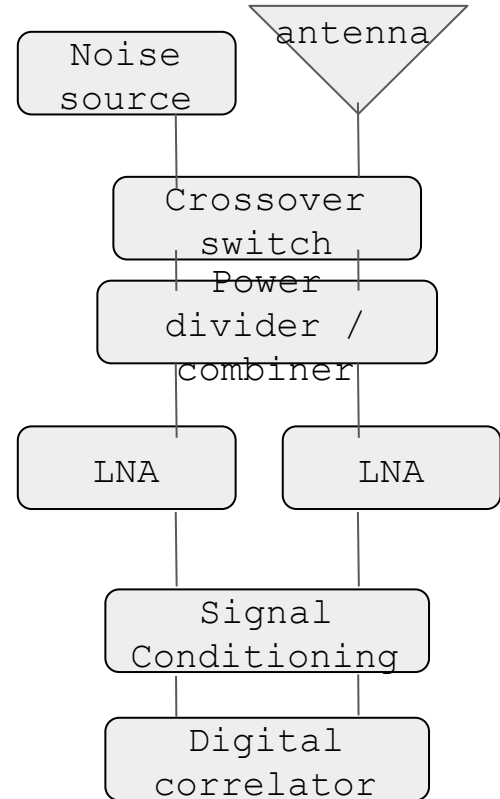 antenna
Noise
source
Crossover
switch
Power
divider /
combiner
LNA
LNA
Signal
Conditioning
Digital
correlator